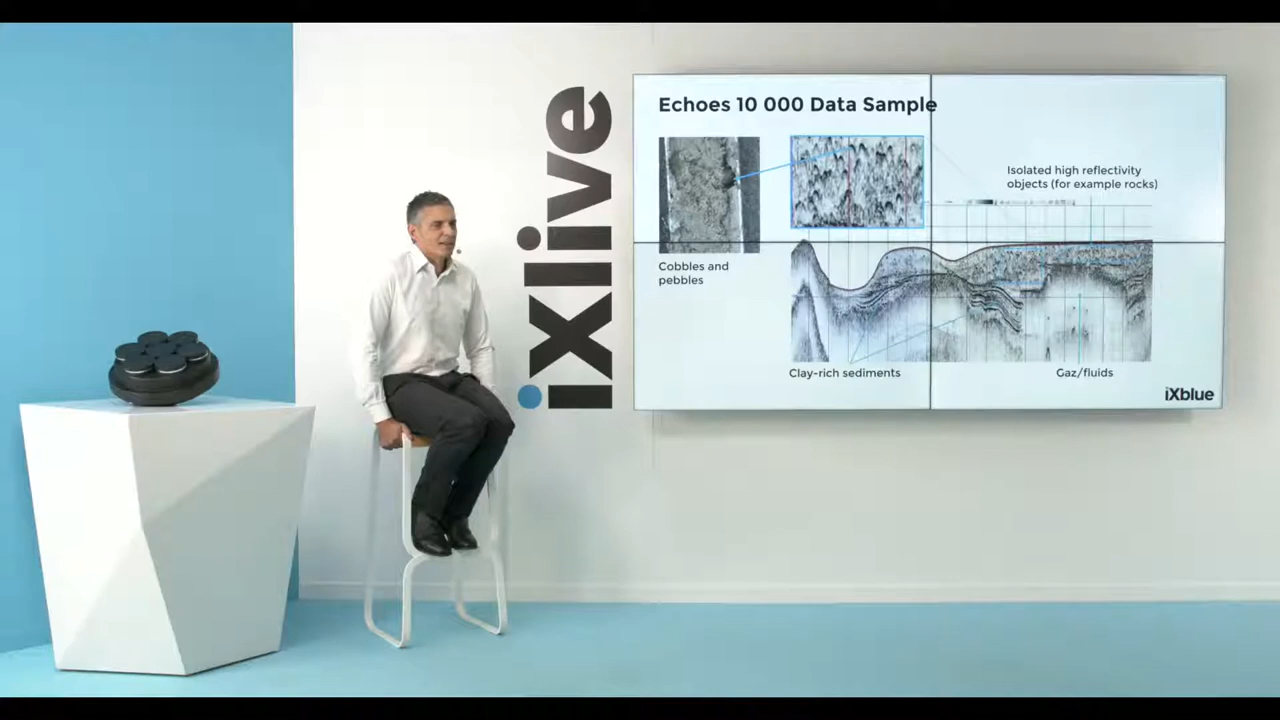 iXlive
Echoes 10 000 Data Sample
Isolated high reflectivity
objects (for example rocks)
Cobbles and
pebbles
Clay-rich sediments
Gaz/fluids
iXblue